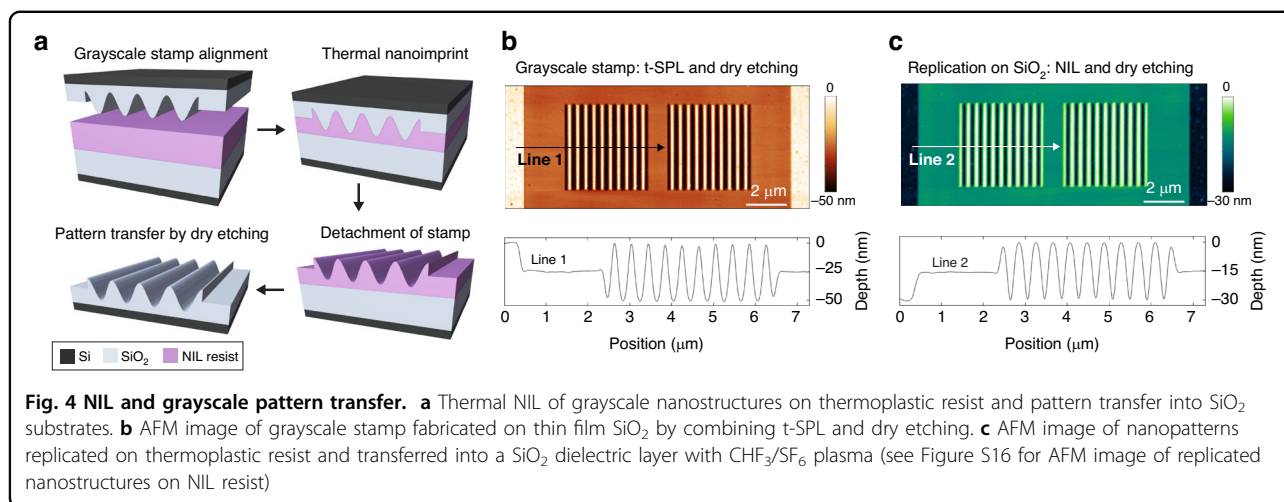 a
Grayscale stamp alignment
Thermal nanoimprint
Pattern transfer by dry etching
Detachment of stamp
Si
SiO₂
NIL resist
b
Grayscale stamp: t-SPL and dry etching
Line 1
2 μm
0
–50 nm
Line 1
0
–25
–50
Depth (nm)
0 1 2 3 4 5 6 7
Position (μm)
c
Replication on SiO₂: NIL and dry etching
Line 2
2 μm
0
–30 nm
Line 2
0
–15
–30
Depth (nm)
0 1 2 3 4 5 6 7
Position (μm)
Fig. 4 NIL and grayscale pattern transfer. a Thermal NIL of grayscale nanostructures on thermoplastic resist and pattern transfer into SiO₂
substrates. b AFM image of grayscale stamp fabricated on thin film SiO₂ by combining t-SPL and dry etching. c AFM image of nanopatterns
replicated on thermoplastic resist and transferred into a SiO₂ dielectric layer with CHF₃/SF₆ plasma (see Figure S16 for AFM image of replicated
nanostructures on NIL resist)